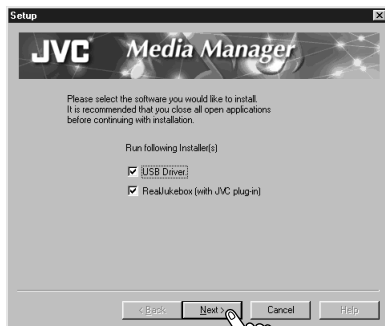 Setup
JVC Media Manager
Please select the software you would like to install.
It is recommended that you close all open applications
before continuing with installation.
Run following Installer(s)
USB Driver
RealJukebox (with JVC plug-in)
< Back Next > Cancel Help